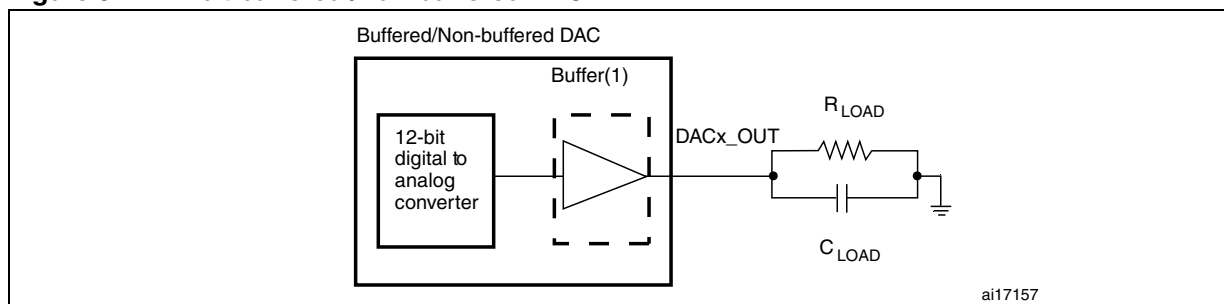 Buffered/Non-buffered DAC
Buffer(1)
12-bit
digital to
analog
converter
DACx_OUT
R LOAD
C LOAD
ai17157